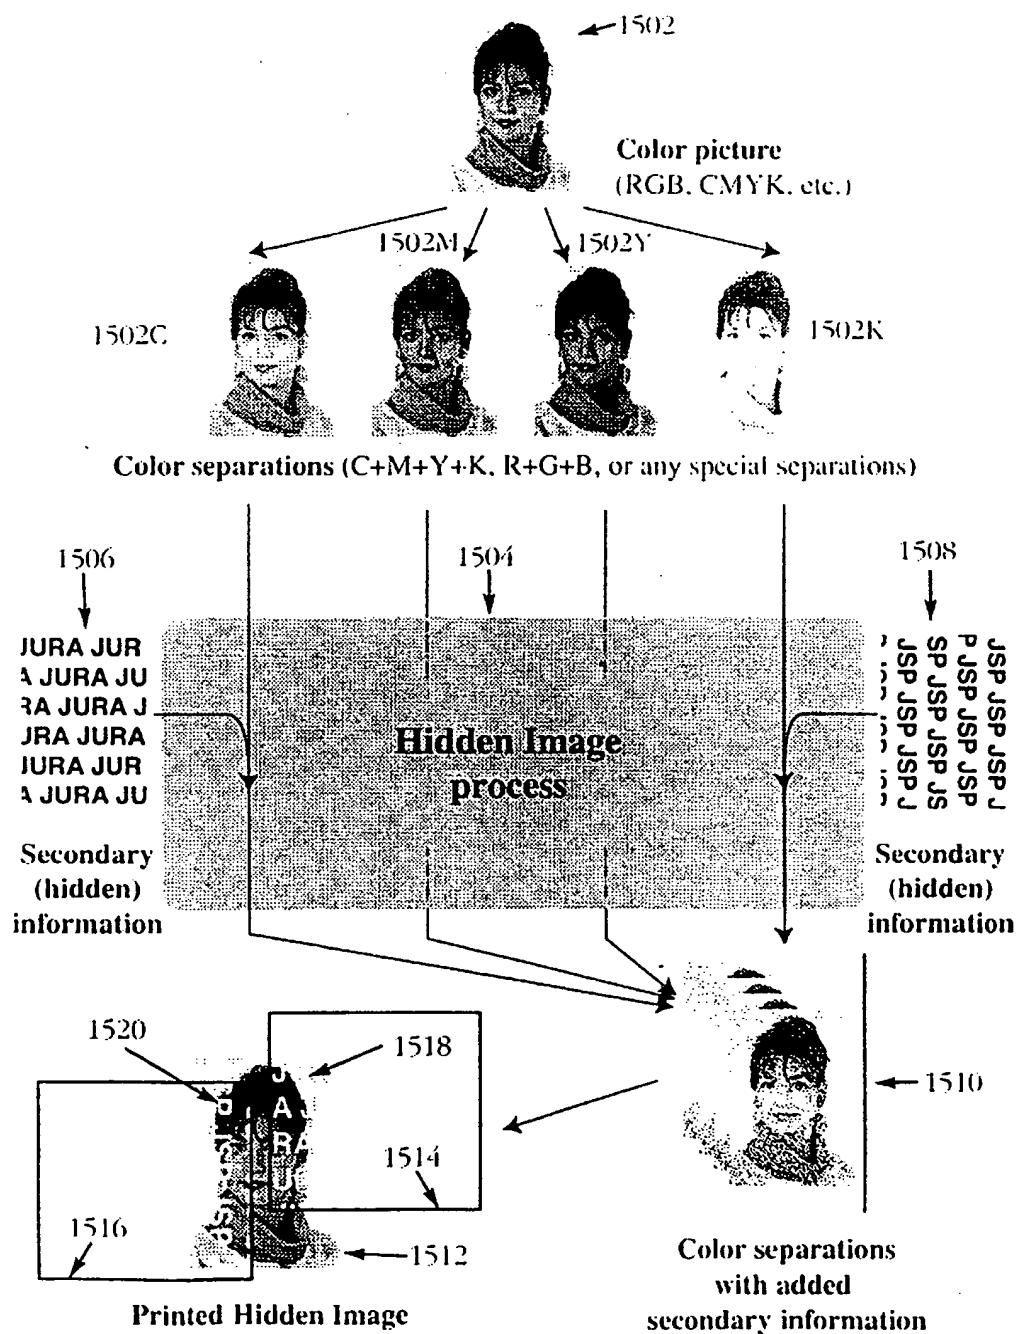 1502
Color picture
(RGB, CMYK, etc.)
1502M
1502Y
1502C
1502K
Color separations (C+M+Y+K, R+G+B, or any special separations)
1506
1504
1508
JURA JUR
A JURA JU
RA JURA J
JRA JURA
JURA JUR
A JURA JU
JSP JSP JSP J
P JSP JSP JSP
SP JSP JSP JS
JSP JSP JSP J
Hidden Image
process
Secondary
(hidden)
information
Secondary
(hidden)
information
1520
1518
1510
J
A
RA
U
1514
1516
1512
Printed Hidden Image
Color separations
with added
secondary information